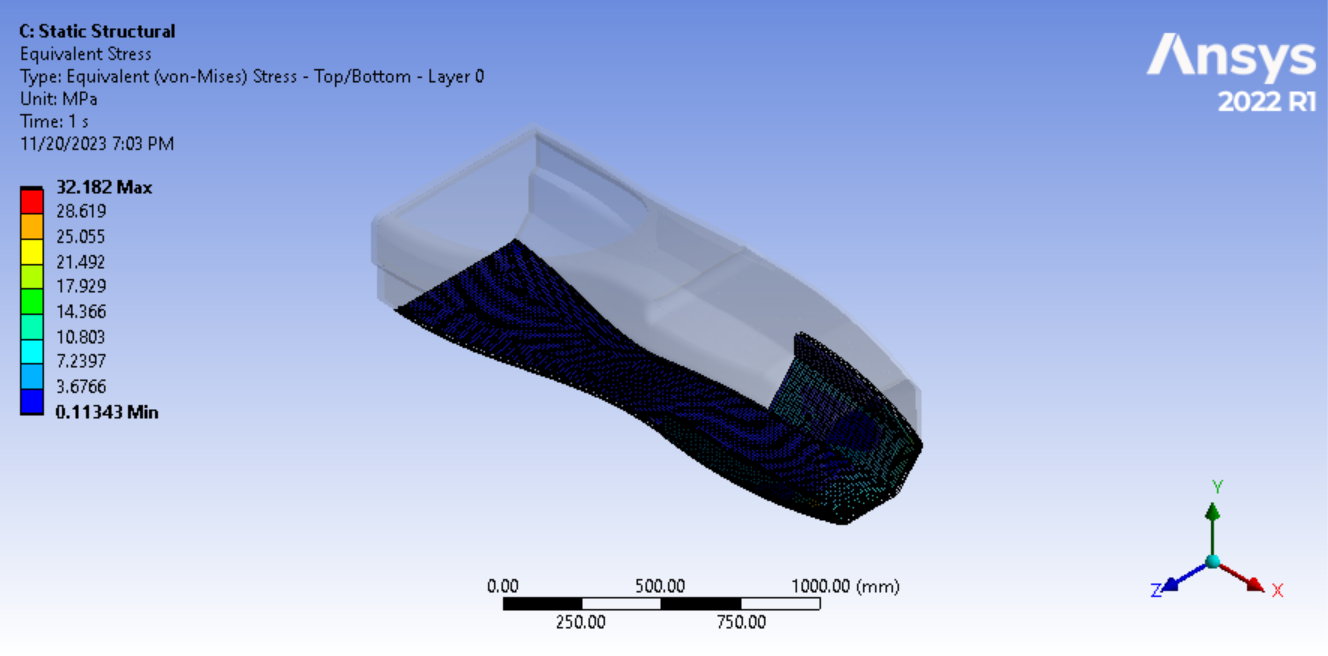 C: Static Structural
Equivalent Stress
Type: Equivalent (von-Mises) Stress - Top/Bottom - Layer 0
Unit: MPa
Time: 1 s
11/20/2023 7:03 PM
Ansys
2022 R1
32.182 Max
28.619
25.055
21.492
17.929
14.366
10.803
7.2397
3.6766
0.11343 Min
0.00 500.00 1000.00 (mm)
250.00 750.00
Y
Z X